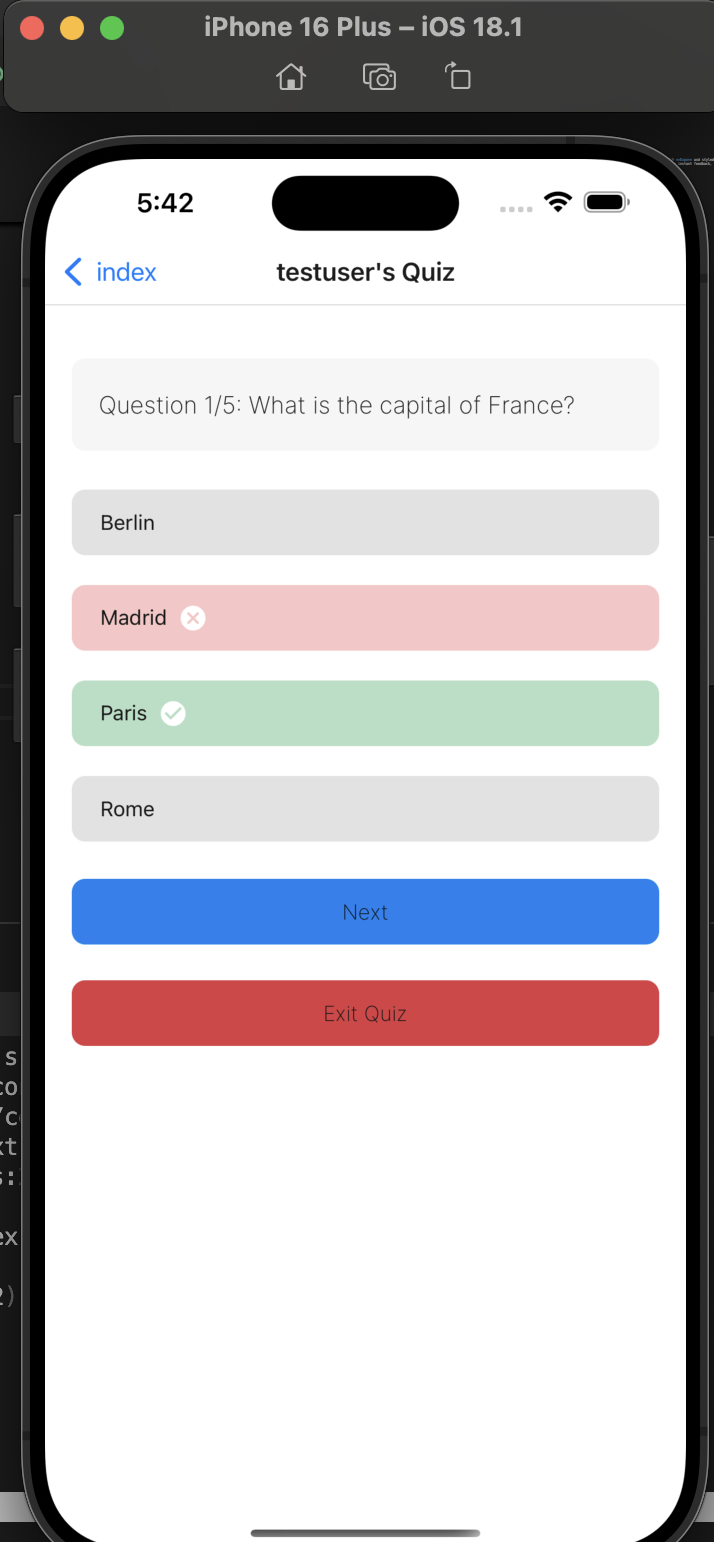 iPhone 16 Plus – iOS 18.1
5:42
index
testuser's Quiz
Question 1/5: What is the capital of France?
Berlin
Madrid
Paris
Rome
Next
Exit Quiz